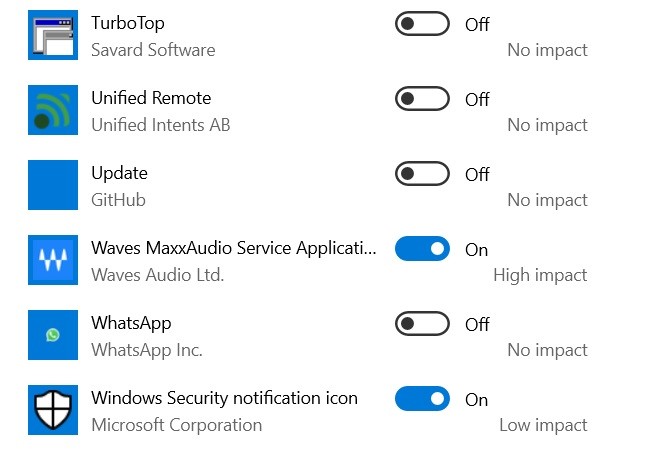 TurboTop
Off
Savard Software
No impact
Unified Remote
Off
Unified Intents AB
No impact
Update
Off
GitHub
No impact
Waves MaxxAudio Service Applicati...
On
Waves Audio Ltd.
High impact
WhatsApp
Off
WhatsApp Inc.
No impact
Windows Security notification icon
On
Microsoft Corporation
Low impact